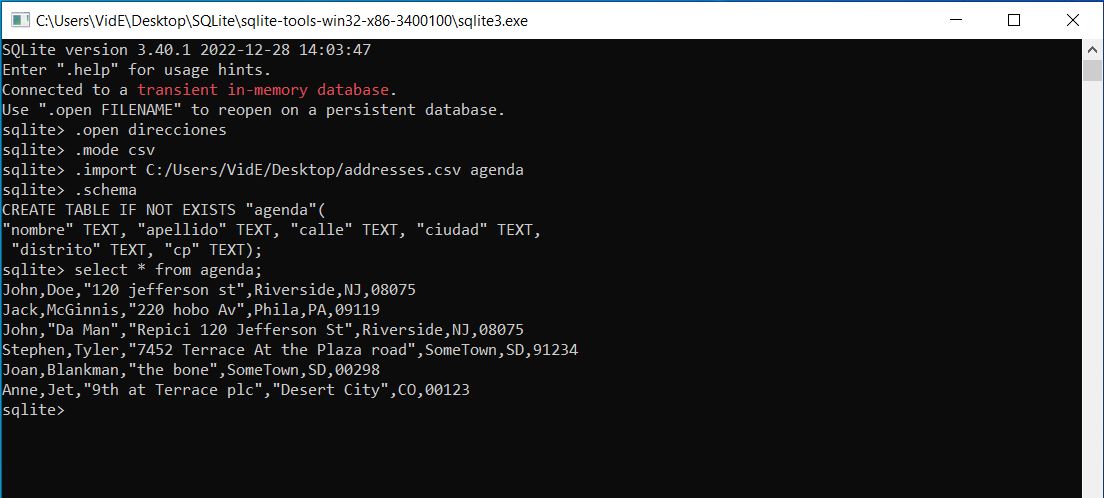 C:\Users\VidE\Desktop\SQLite\sqlite-tools-win32-x86-3400100\sqlite3.exe
SQLite version 3.40.1 2022-12-28 14:03:47
Enter ".help" for usage hints.
Connected to a transient in-memory database.
Use ".open FILENAME" to reopen on a persistent database.
sqlite> .open direcciones
sqlite> .mode csv
sqlite> .import C:/Users/VidE/Desktop/addresses.csv agenda
sqlite> .schema
CREATE TABLE IF NOT EXISTS "agenda"(
"nombre" TEXT, "apellido" TEXT, "calle" TEXT, "ciudad" TEXT,
 "distrito" TEXT, "cp" TEXT);
sqlite> select * from agenda;
John,Doe,"120 jefferson st",Riverside,NJ,08075
Jack,McGinnis,"220 hobo Av",Phila,PA,09119
John,"Da Man","Repici 120 Jefferson St",Riverside,NJ,08075
Stephen,Tyler,"7452 Terrace At the Plaza road",SomeTown,SD,91234
Joan,Blankman,"the bone",SomeTown,SD,00298
Anne,Jet,"9th at Terrace plc","Desert City",CO,00123
sqlite>